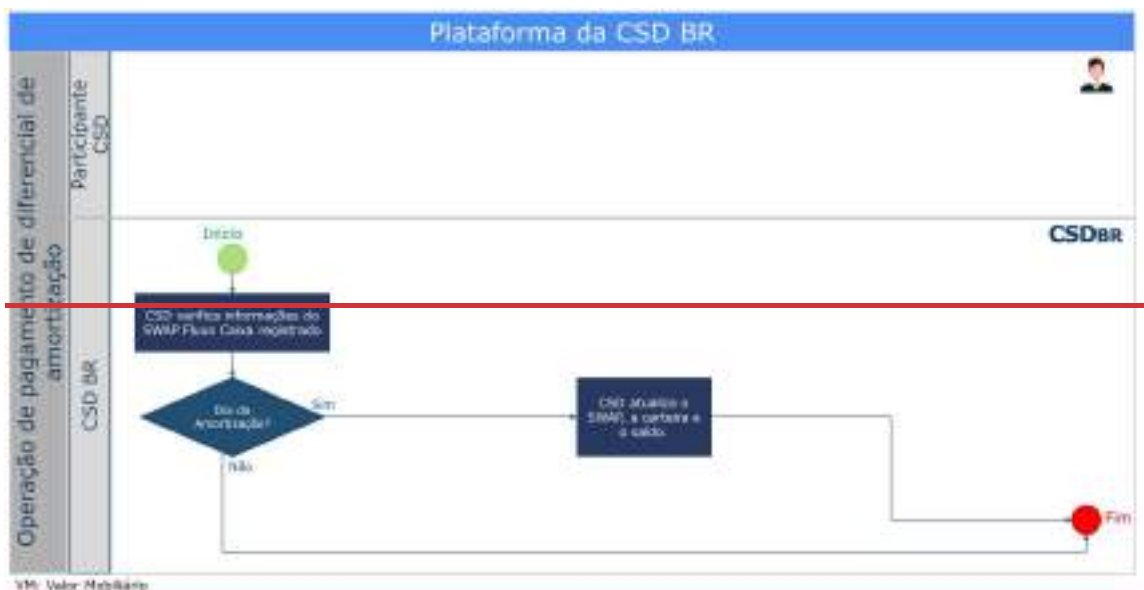 Plataforma da CSD BR
Operação de pagamento de diferencial de
amortização
Participante
CSD
CSD BR
CSDBR
Início
CSD verifica informações do
SWAP Fluxo Caixa registrado
Dia da
Amortização?
Sim
Não
CSD atualiza o
SWAP, a carteira e
o saldo.
Fim
VM: Valor Mobiliário